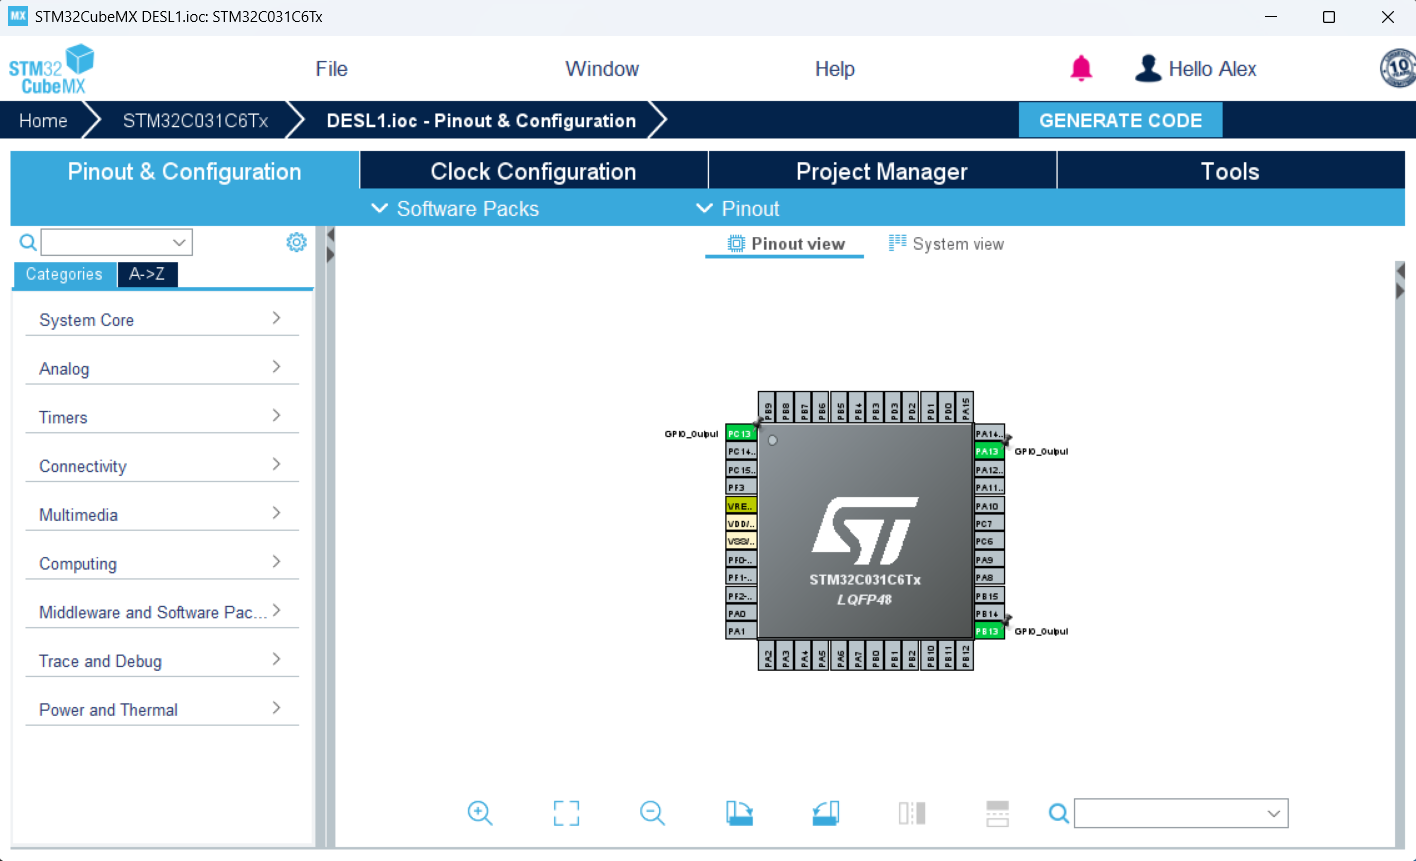 MX STM32CubeMX DESL1.ioc: STM32C031C6Tx
STM32
CubeMX
File
Window
Help
Hello Alex
10
Home
STM32C031C6Tx
DESL1.ioc - Pinout & Configuration
GENERATE CODE
Pinout & Configuration
Clock Configuration
Project Manager
Tools
Software Packs
Pinout
Pinout view
System view
Categories
A->Z
System Core
Analog
Timers
Connectivity
Multimedia
Computing
Middleware and Software Pac...
Trace and Debug
Power and Thermal
PB9
PB8
PB7
PB6
PB5
PB4
PB3
PD3
PD2
PD1
PD0
PA15
GPIO_Output
PC13
PC14..
PC15..
PF3
VRE..
VDD/..
VSS/..
PF0-..
PF1-..
PF2-..
PA0
PA1
ST
STM32C031C6Tx
LQFP48
PA14..
PA13
GPIO_Output
PA12..
PA11..
PA10
PC7
PC6
PA9
PA8
PB15
PB14
PB13
GPIO_Output
PA2
PA3
PA4
PA5
PA6
PA7
PB0
PB1
PB2
PB10
PB11
PB12